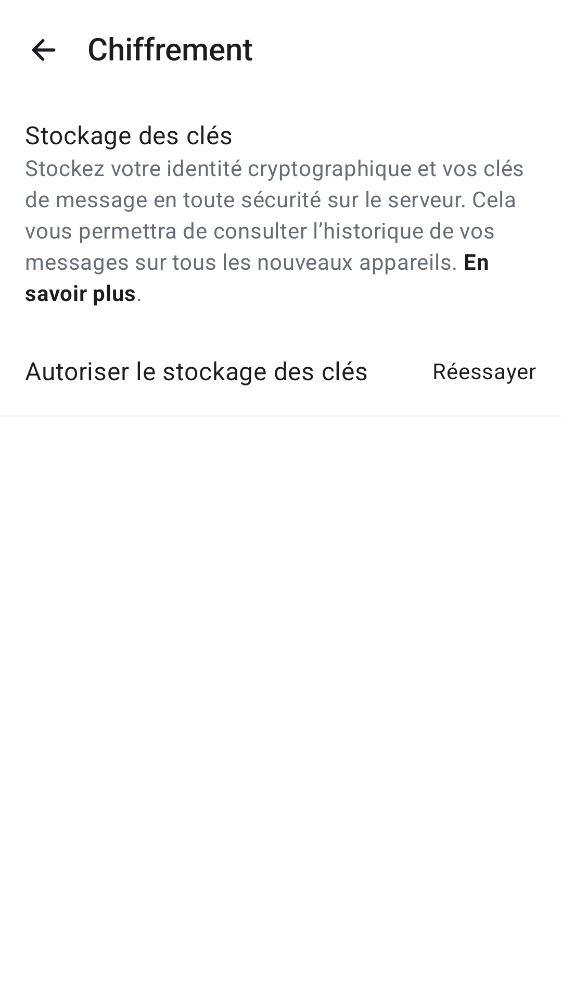 Chiffrement
Stockage des clés
Stockez votre identité cryptographique et vos clés
de message en toute sécurité sur le serveur. Cela
vous permettra de consulter l’historique de vos
messages sur tous les nouveaux appareils. En
savoir plus.
Autoriser le stockage des clés Réessayer